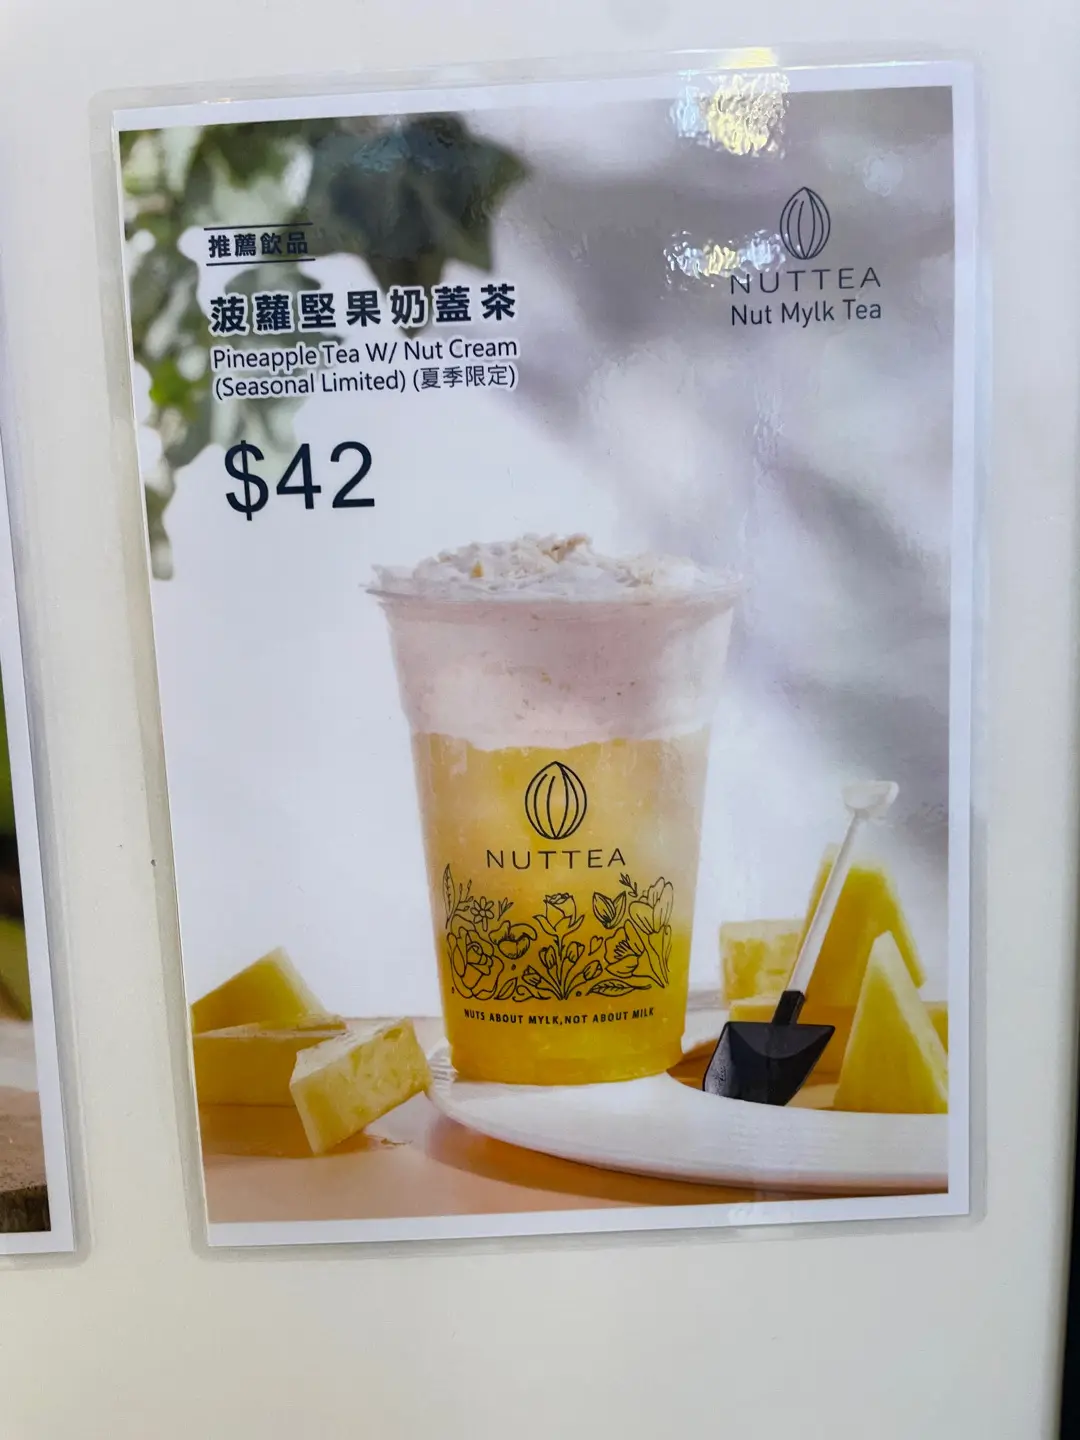 推薦飲品
菠蘿堅果奶蓋茶
Pineapple Tea W/ Nut Cream
(Seasonal Limited) (夏季限定)
$42
NUTTEA
Nut Mylk Tea
NUTTEA
NUTS ABOUT MYLK, NOT ABOUT MILK